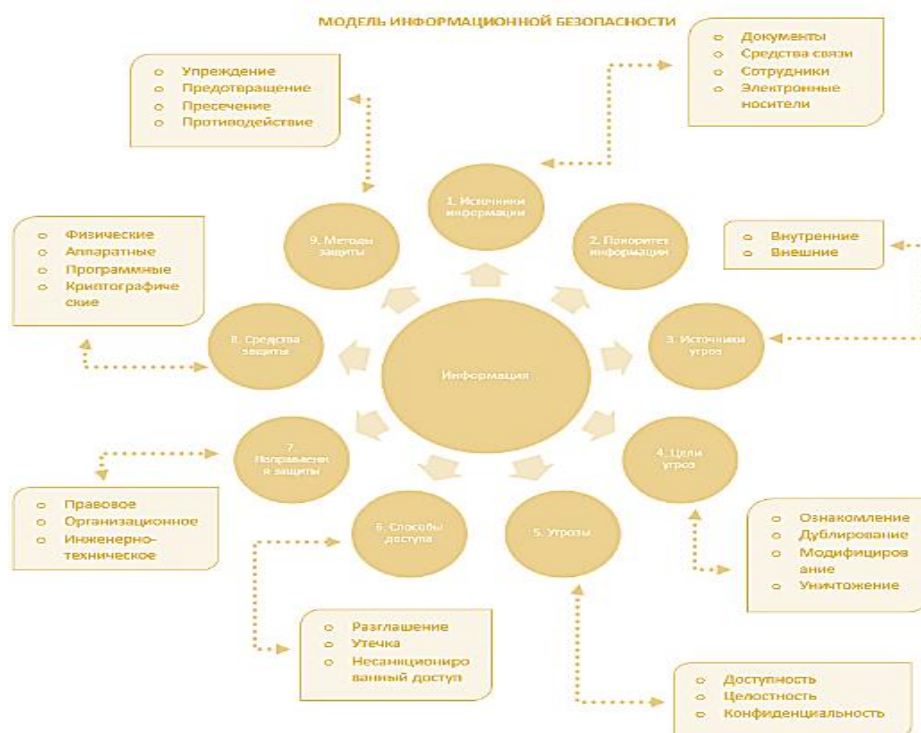 МОДЕЛЬ ИНФОРМАЦИОННОЙ БЕЗОПАСНОСТИ
Документы
Средства связи
Сотрудники
Электронные
носители
Упреждение
Предотвращение
Пресечение
Противодействие
1. Источники
информации
2. Приоритет
информации
Внутренние
Внешние
3. Источники
угроз
4. Цели
угроз
Ознакомление
Дублирование
Модифициров
ание
Уничтожение
5. Угрозы
Доступность
Целостность
Конфиденциальность
6. Способы
доступа
Разглашение
Утечка
Несанкциониро
ванный доступ
7.
Направлени
я защиты
Правовое
Организационное
Инженерно-
техническое
8. Средства
защиты
Физические
Аппаратные
Программные
Криптографиче
ские
9. Методы
защиты
Информация